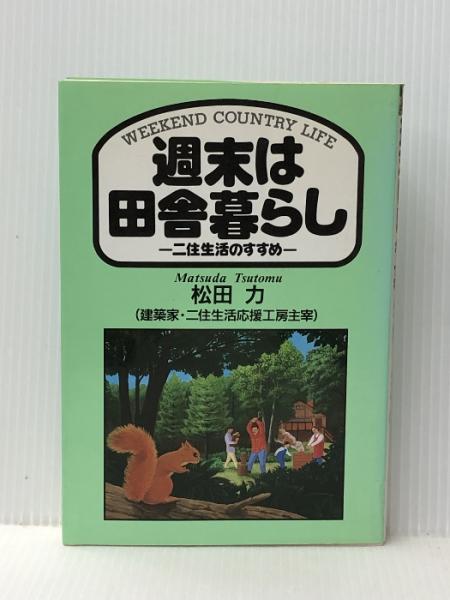 WEEKEND COUNTRY LIFE
週末は
田舎暮らし
—二住生活のすすめ—
Matsuda Tsutomu
松田 力
(建築家・二住生活応援工房主宰)